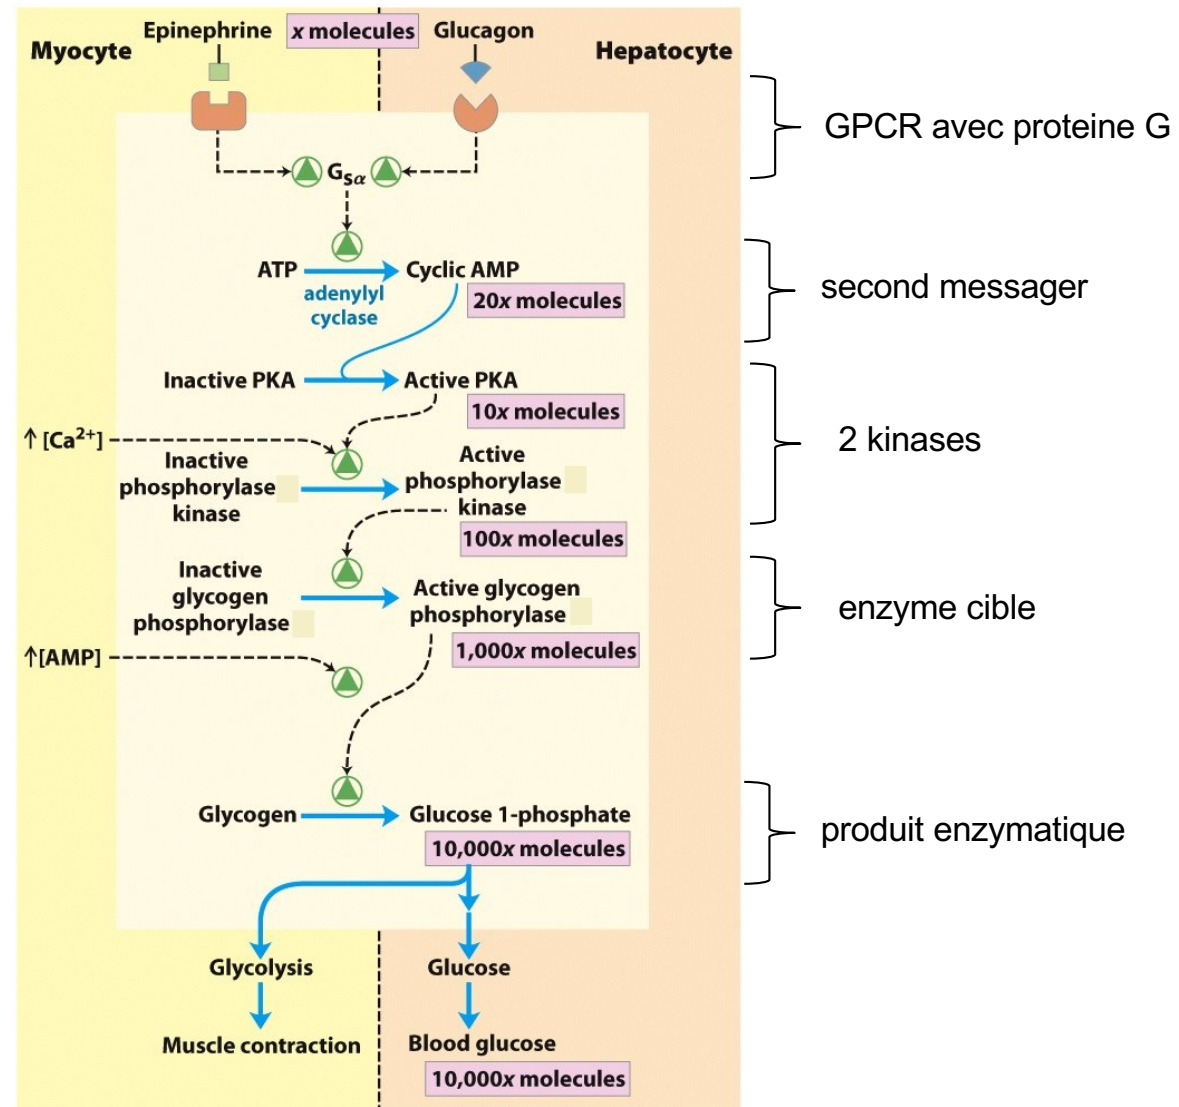 Epinephrine
x molecules
Glucagon
Myocyte
Hepatocyte
GPCR avec proteine G
Gsα
ATP
Cyclic AMP
adenylyl
cyclase
20x molecules
second messager
Inactive PKA
Active PKA
10x molecules
↑[Ca2+]
2 kinases
Inactive
phosphorylase
kinase
Active
phosphorylase
kinase
100x molecules
Inactive
glycogen
phosphorylase
Active glycogen
phosphorylase
1,000x molecules
enzyme cible
↑[AMP]
Glycogen
Glucose 1-phosphate
10,000x molecules
produit enzymatique
Glycolysis
Glucose
Muscle contraction
Blood glucose
10,000x molecules